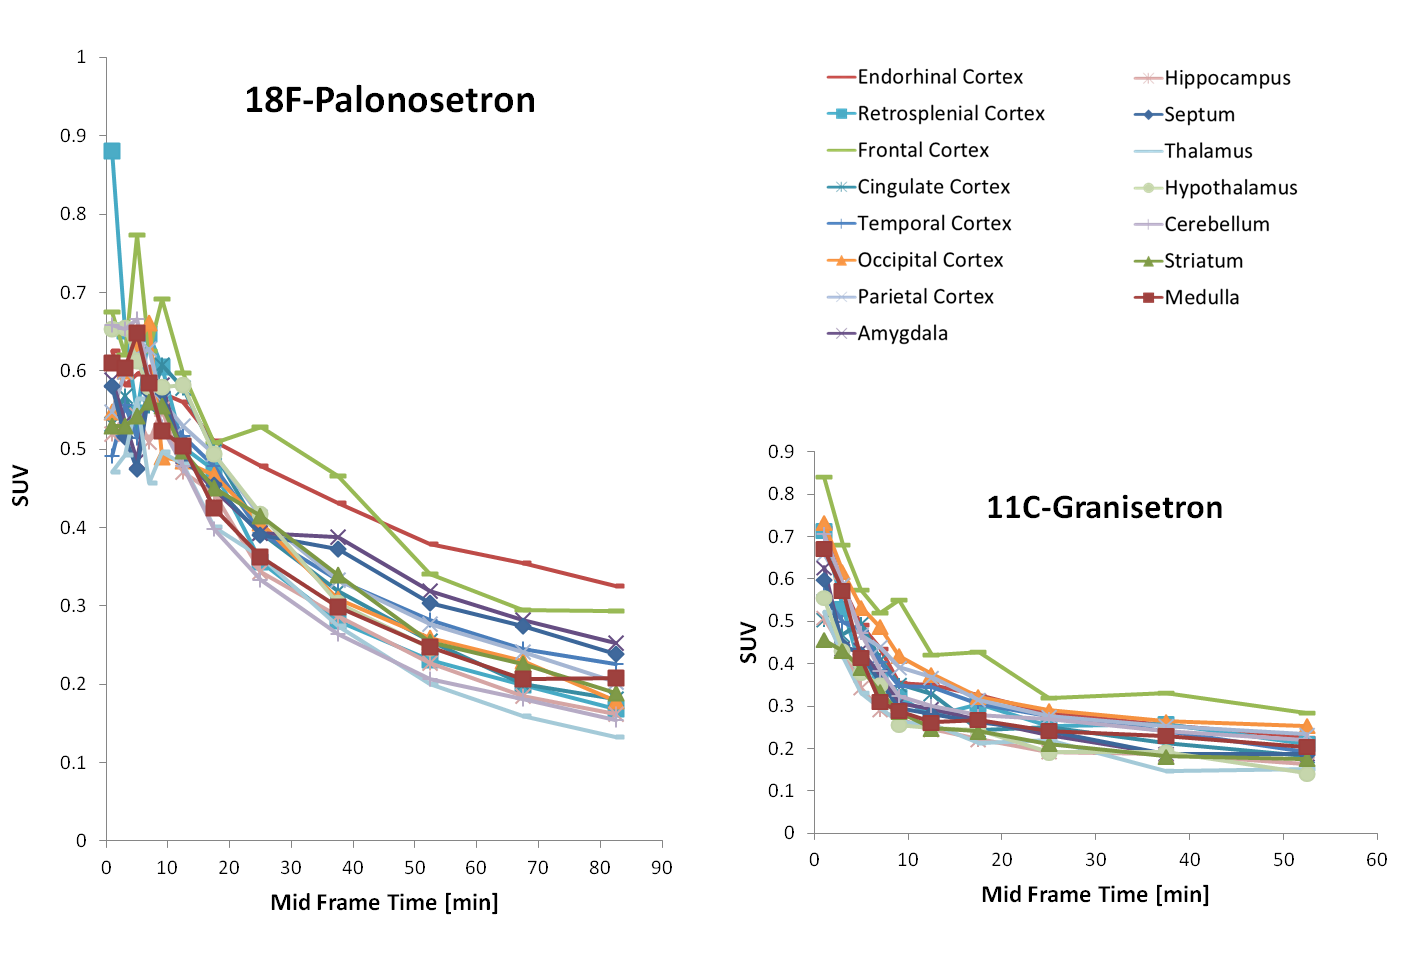 18F-Palonosetron
SUV
1
0.9
0.8
0.7
0.6
0.5
0.4
0.3
0.2
0.1
0
0 10 20 30 40 50 60 70 80 90
Mid Frame Time [min]
Endorhinal Cortex
Retrosplenial Cortex
Frontal Cortex
Cingulate Cortex
Temporal Cortex
Occipital Cortex
Parietal Cortex
Amygdala
Hippocampus
Septum
Thalamus
Hypothalamus
Cerebellum
Striatum
Medulla
11C-Granisetron
SUV
0.9
0.8
0.7
0.6
0.5
0.4
0.3
0.2
0.1
0
0 10 20 30 40 50 60
Mid Frame Time [min]